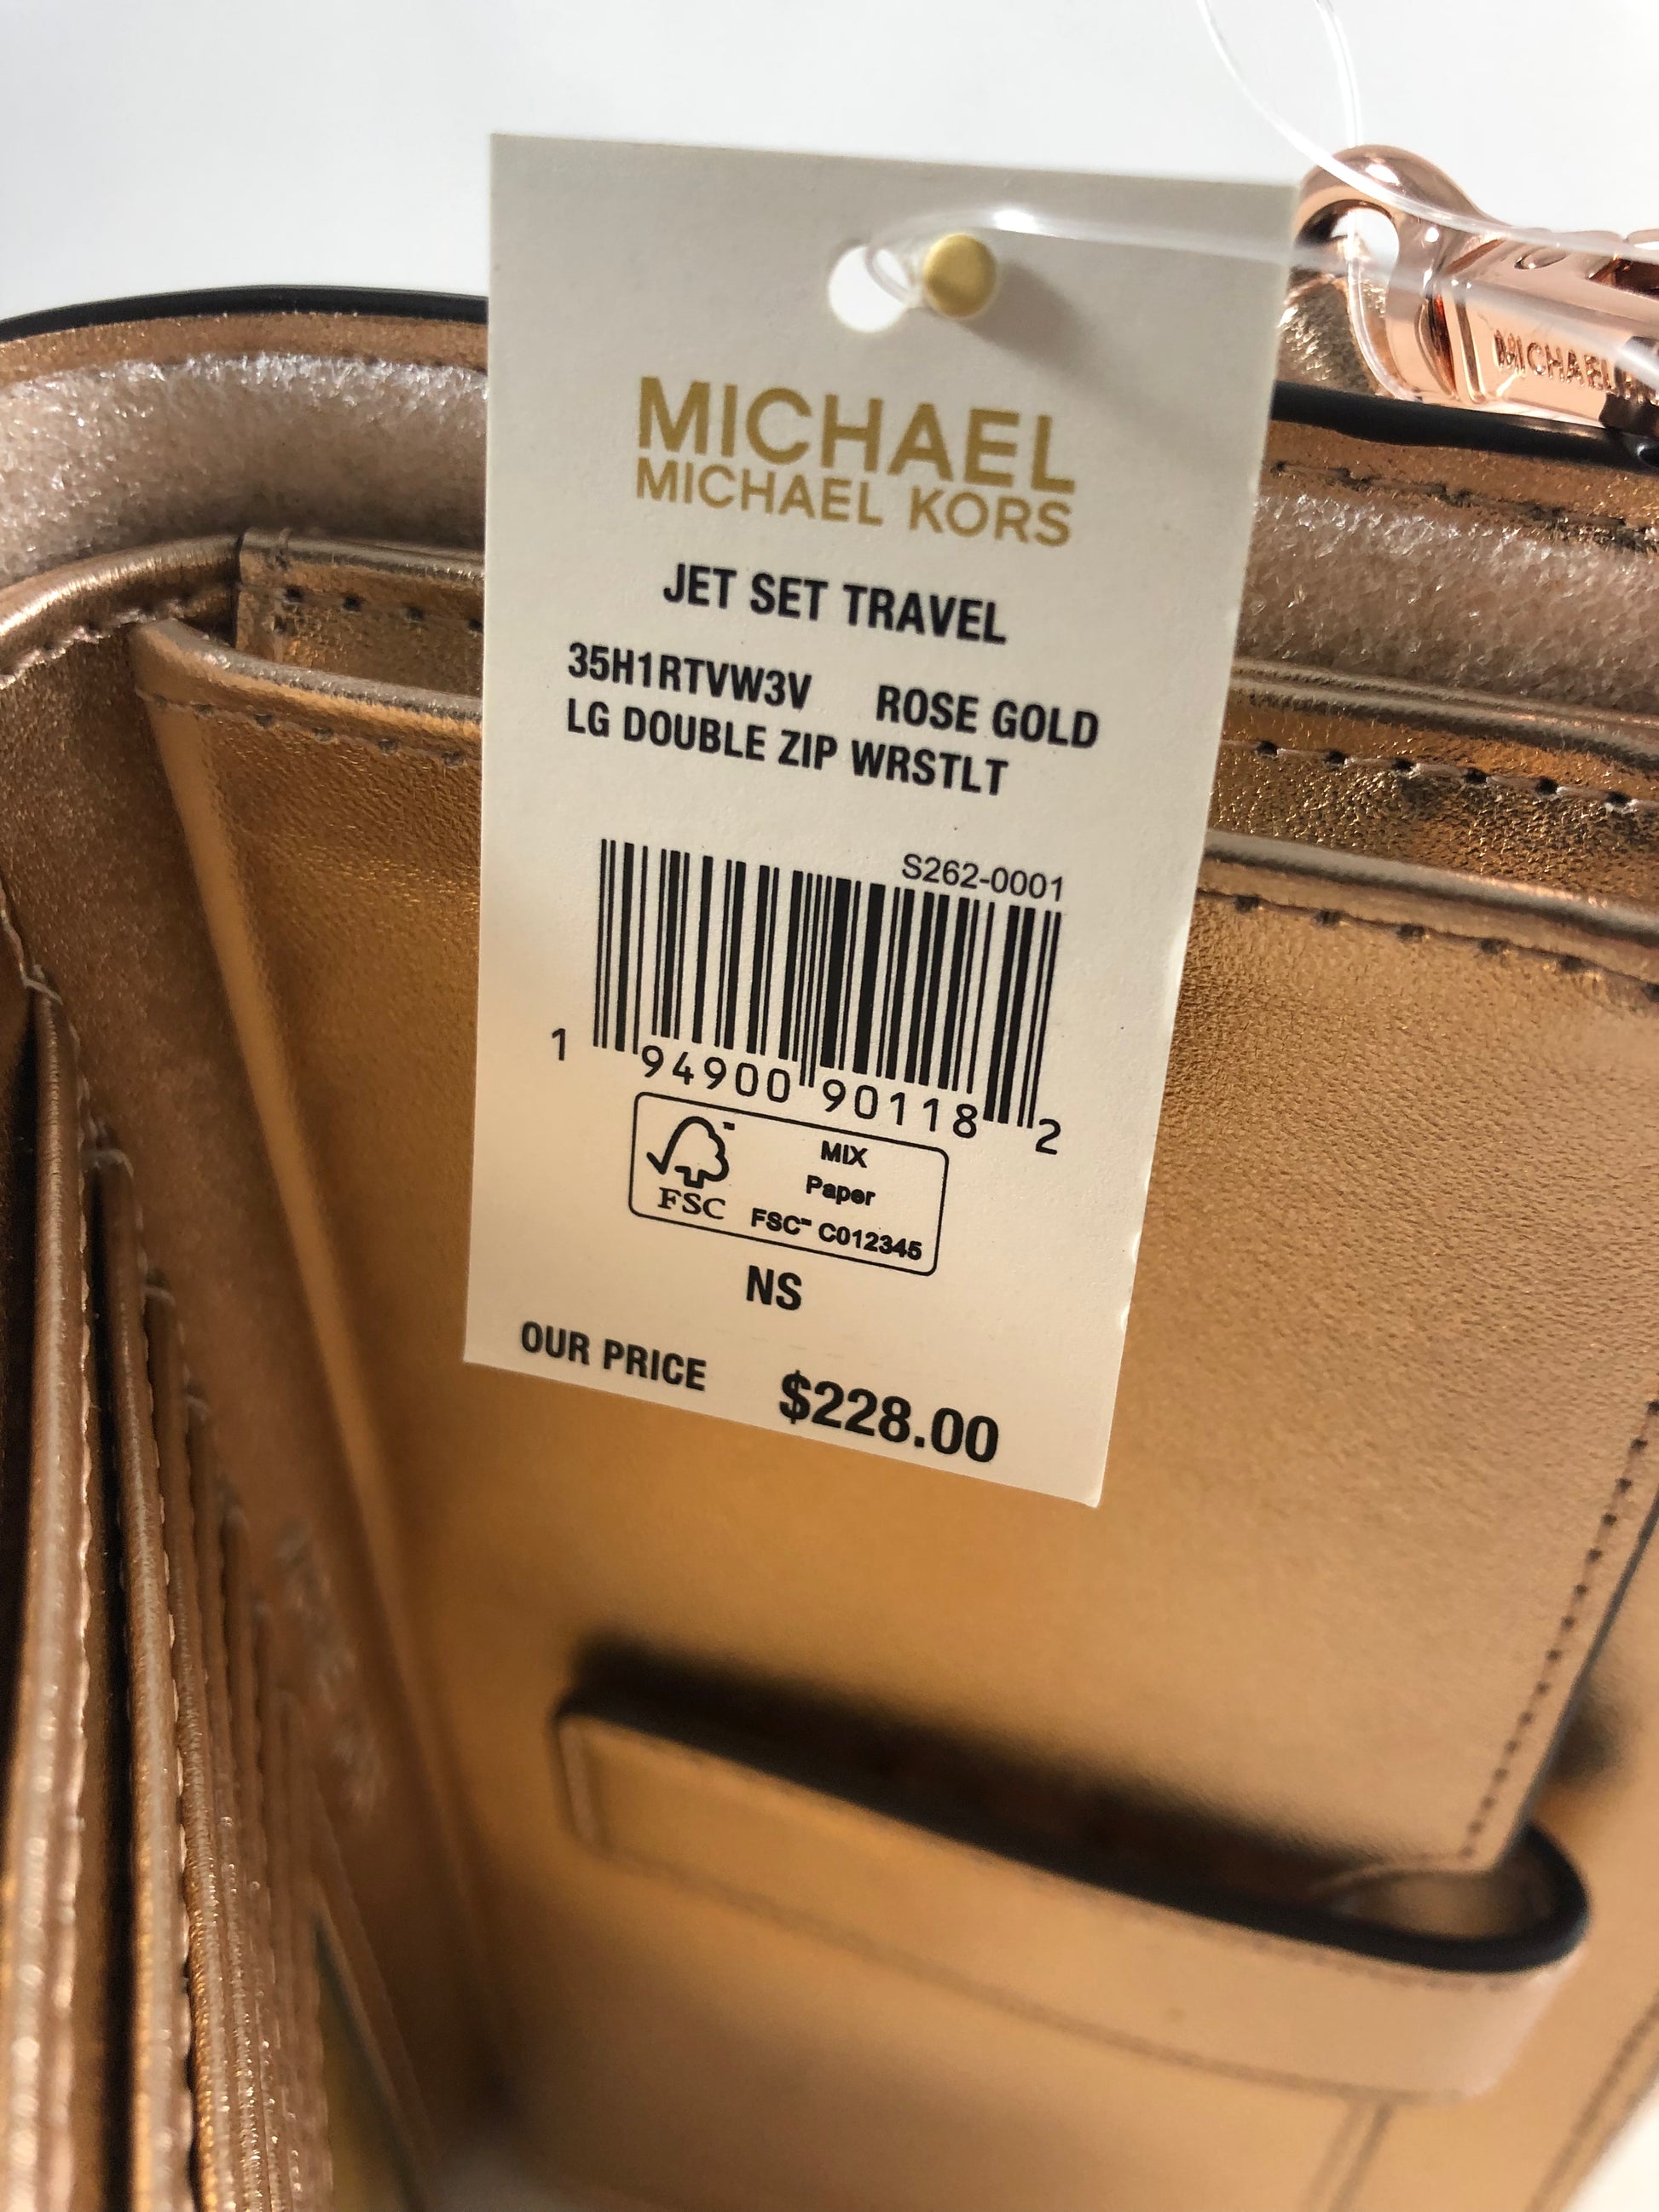 MICHAEL
MICHAEL KORS
JET SET TRAVEL
35H1RTVW3V ROSE GOLD
LG DOUBLE ZIP WRSTLT
S262-0001
1 94900 90118 2
FSC
MIX
Paper
FSC™ C012345
NS
OUR PRICE $228.00
MICHAEL